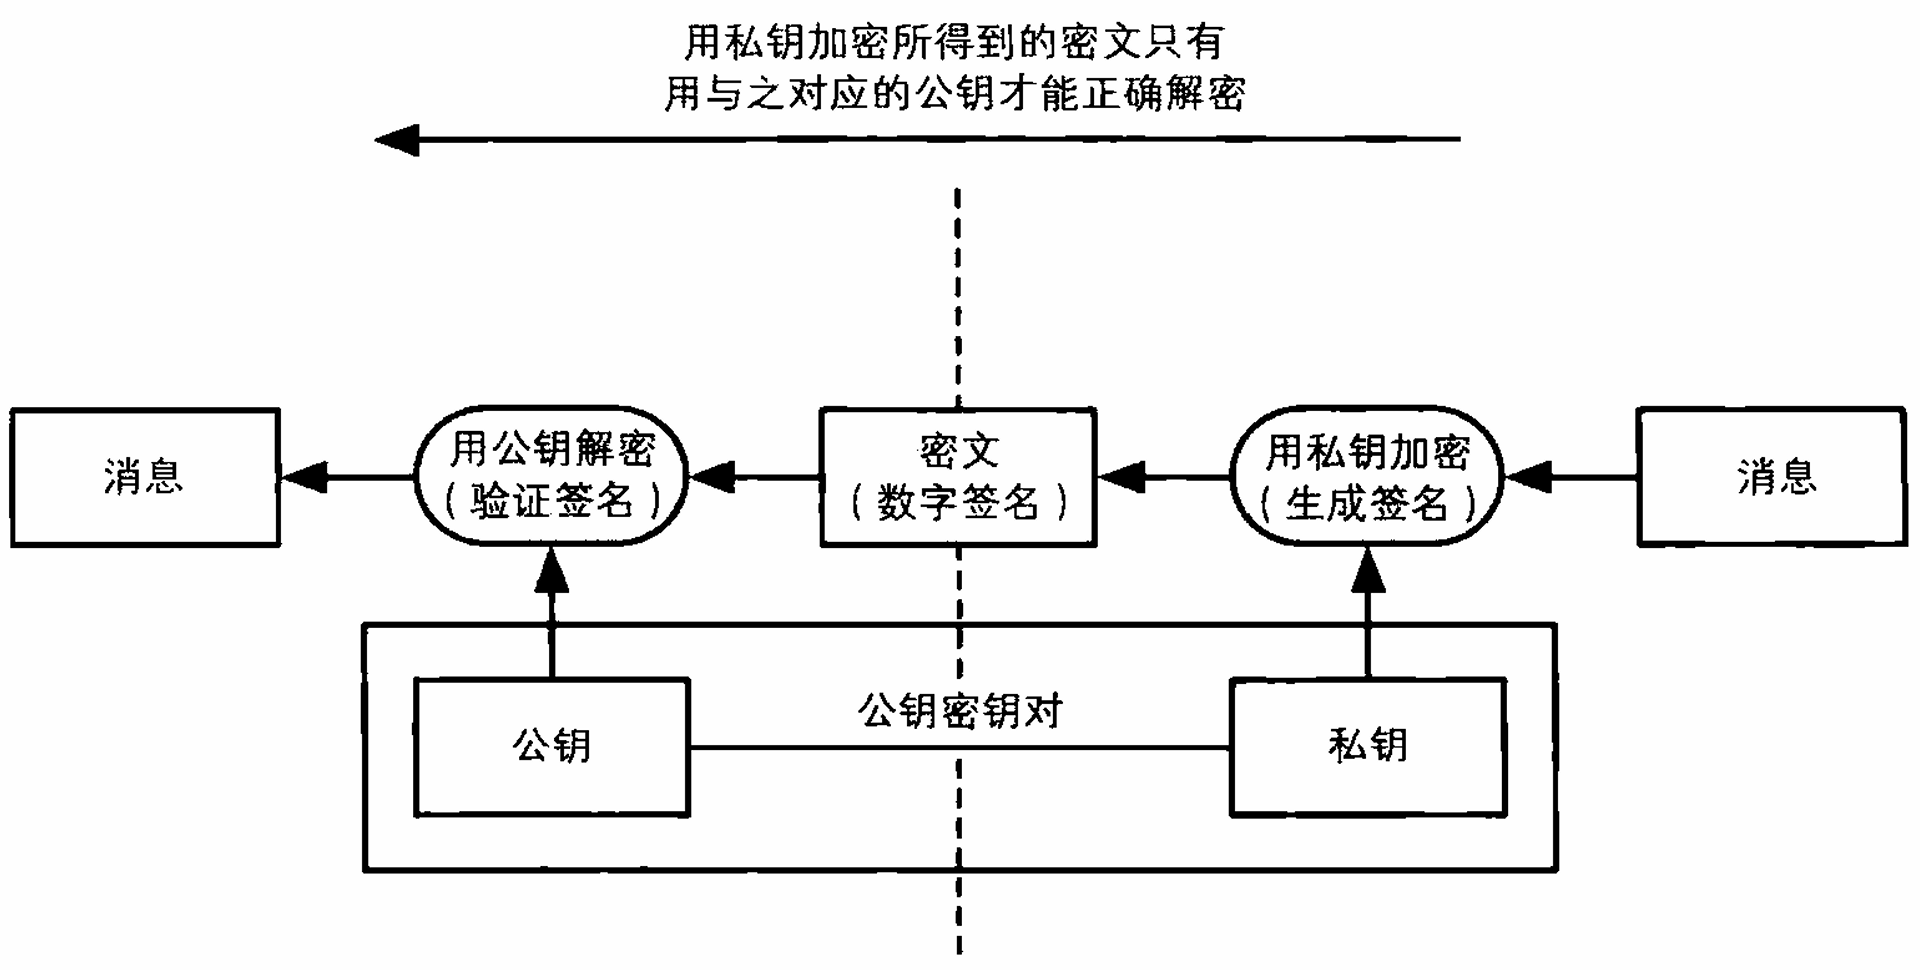 用私钥加密所得到的密文只有
用与之对应的公钥才能正确解密
消息
用公钥解密
（验证签名）
密文
（数字签名）
用私钥加密
（生成签名）
消息
公钥密钥对
公钥
私钥